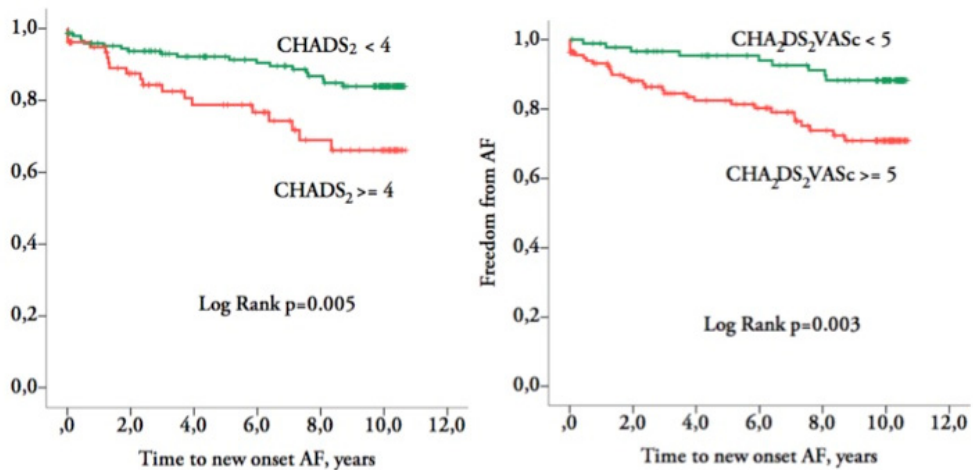 1,0
0,8
0,6
0,4
0,2
0,0
CHADS₂ < 4
CHADS₂ >= 4
Log Rank p=0.005
,0 2,0 4,0 6,0 8,0 10,0 12,0
Time to new onset AF, years
Freedom from AF
1,0
0,8
0,6
0,4
0,2
0,0
CHA₂DS₂VASc < 5
CHA₂DS₂VASc >= 5
Log Rank p=0.003
,0 2,0 4,0 6,0 8,0 10,0 12,0
Time to new onset AF, years